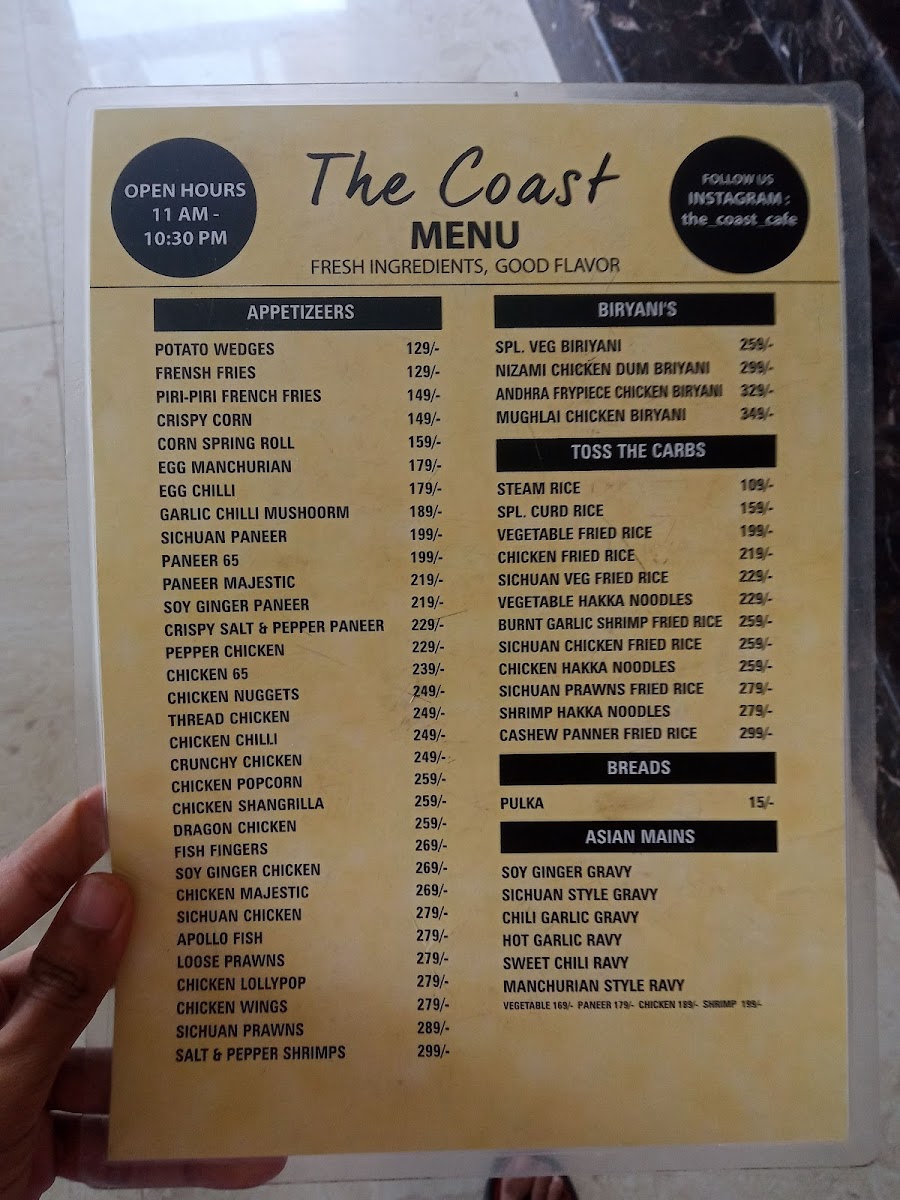 OPEN HOURS
11 AM -
10:30 PM
The Coast
MENU
FRESH INGREDIENTS, GOOD FLAVOR
FOLLOW US
INSTAGRAM :
the_coast_cafe
APPETIZEERS
POTATO WEDGES 129/-
FRENSH FRIES 129/-
PIRI-PIRI FRENCH FRIES 149/-
CRISPY CORN 149/-
CORN SPRING ROLL 159/-
EGG MANCHURIAN 179/-
EGG CHILLI 179/-
GARLIC CHILLI MUSHOORM 189/-
SICHUAN PANEER 199/-
PANEER 65 199/-
PANEER MAJESTIC 219/-
SOY GINGER PANEER 219/-
CRISPY SALT & PEPPER PANEER 229/-
PEPPER CHICKEN 229/-
CHICKEN 65 239/-
CHICKEN NUGGETS 249/-
THREAD CHICKEN 249/-
CHICKEN CHILLI 249/-
CRUNCHY CHICKEN 249/-
CHICKEN POPCORN 259/-
CHICKEN SHANGRILLA 259/-
DRAGON CHICKEN 259/-
FISH FINGERS 269/-
SOY GINGER CHICKEN 269/-
CHICKEN MAJESTIC 269/-
SICHUAN CHICKEN 279/-
APOLLO FISH 279/-
LOOSE PRAWNS 279/-
CHICKEN LOLLYPOP 279/-
CHICKEN WINGS 279/-
SICHUAN PRAWNS 289/-
SALT & PEPPER SHRIMPS 299/-
BIRYANI'S
SPL. VEG BIRIYANI 259/-
NIZAMI CHICKEN DUM BRIYANI 299/-
ANDHRA FRYPIECE CHICKEN BIRYANI 329/-
MUGHLAI CHICKEN BIRYANI 349/-
TOSS THE CARBS
STEAM RICE 109/-
SPL. CURD RICE 159/-
VEGETABLE FRIED RICE 199/-
CHICKEN FRIED RICE 219/-
SICHUAN VEG FRIED RICE 229/-
VEGETABLE HAKKA NOODLES 229/-
BURNT GARLIC SHRIMP FRIED RICE 259/-
SICHUAN CHICKEN FRIED RICE 259/-
CHICKEN HAKKA NOODLES 259/-
SICHUAN PRAWNS FRIED RICE 279/-
SHRIMP HAKKA NOODLES 279/-
CASHEW PANNER FRIED RICE 299/-
BREADS
PULKA 15/-
ASIAN MAINS
SOY GINGER GRAVY
SICHUAN STYLE GRAVY
CHILI GARLIC GRAVY
HOT GARLIC RAVY
SWEET CHILI RAVY
MANCHURIAN STYLE RAVY
VEGETABLE 169/- PANEER 179/- CHICKEN 189/- SHRIMP 199/-